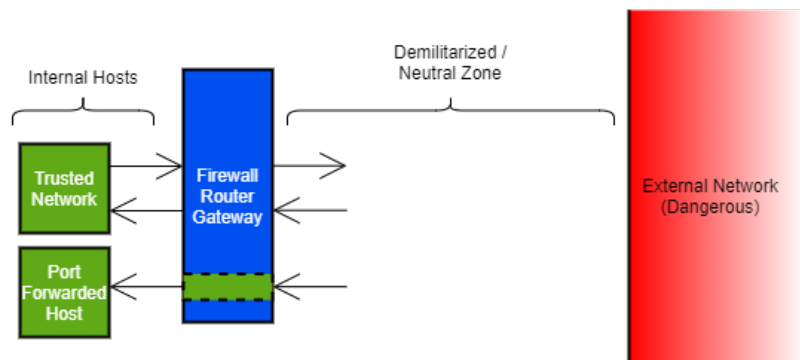 Demilitarized /
Neutral Zone
Internal Hosts
Trusted
Network
Firewall
Router
Gateway
External Network
(Dangerous)
Port
Forwarded
Host